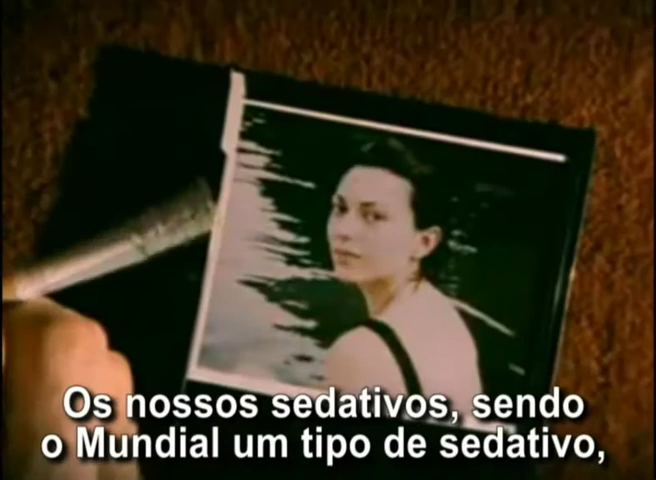 Os nossos sedativos, sendo
o Mundial um tipo de sedativo,